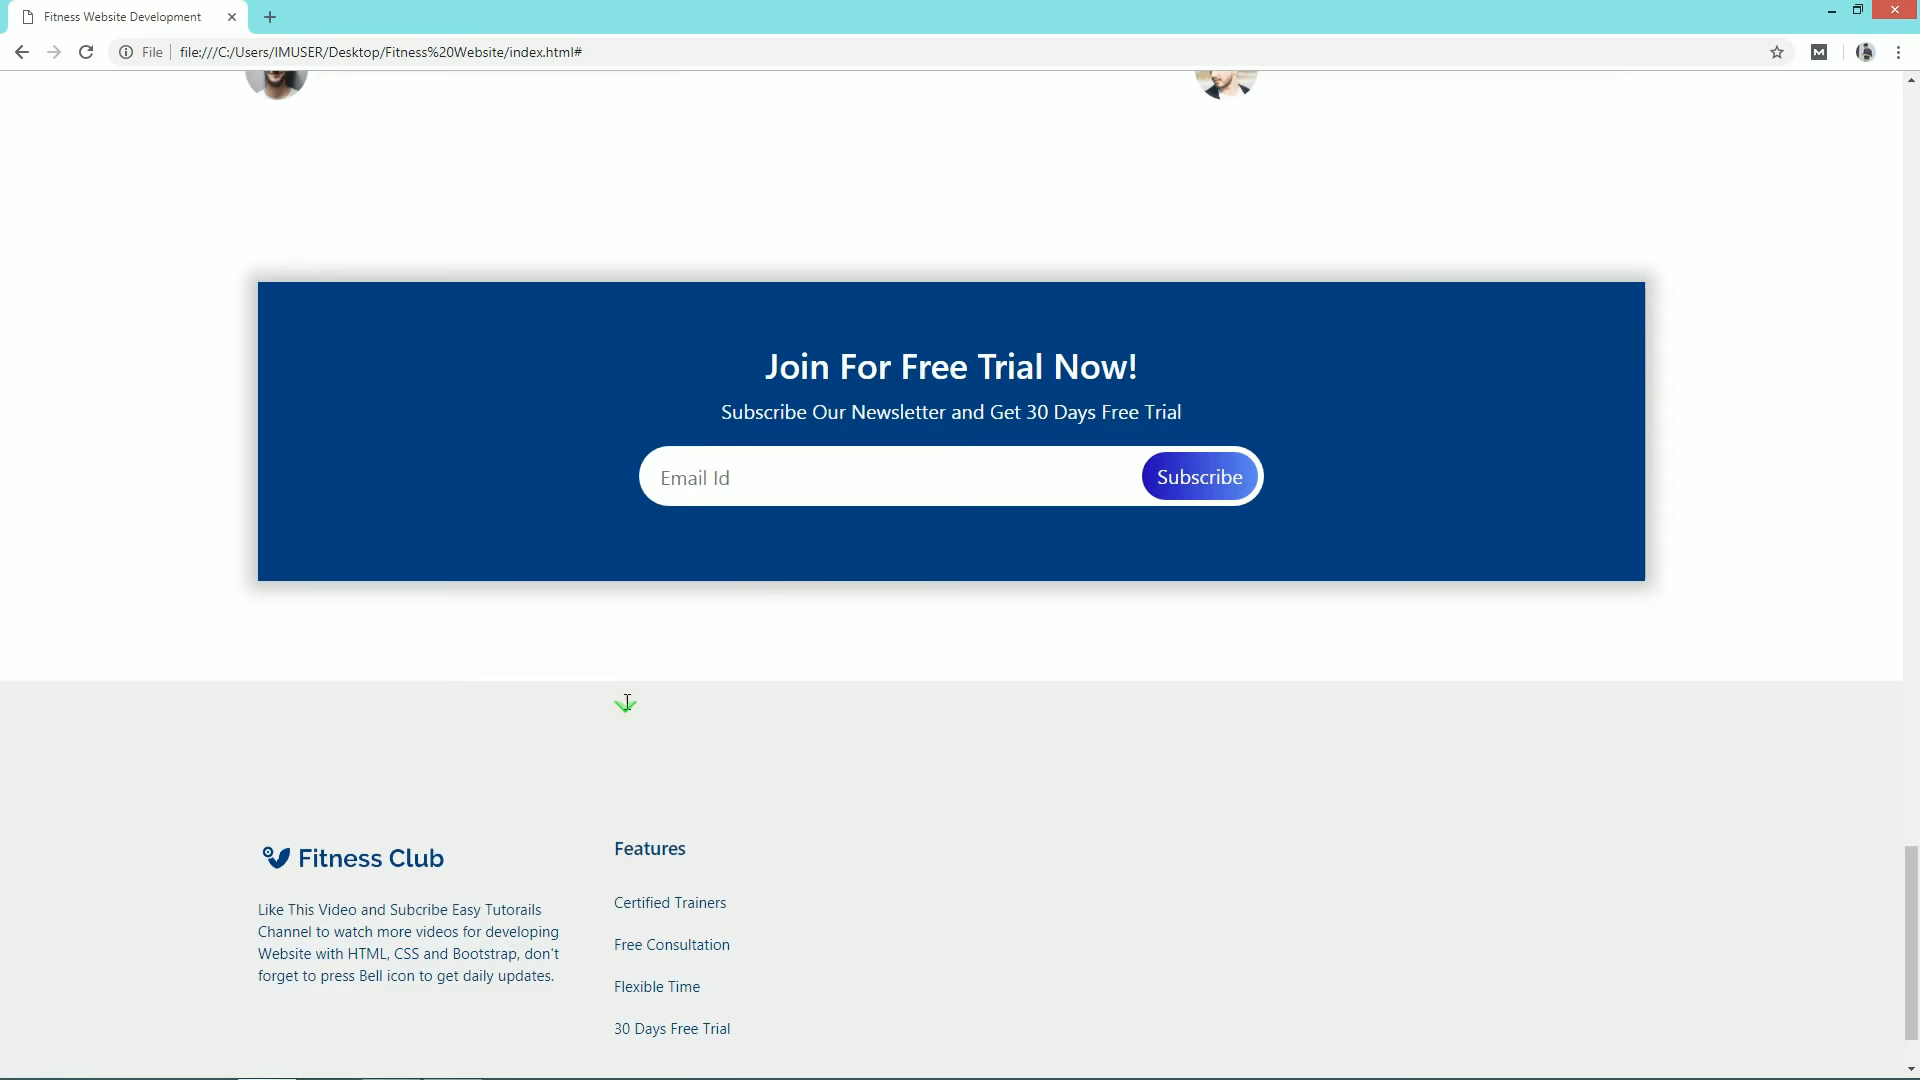 Fitness Website Development
File file:///C:/Users/IMUSER/Desktop/Fitness%20Website/index.html#
M
Join For Free Trial Now!
Subscribe Our Newsletter and Get 30 Days Free Trial
Email Id
Subscribe
Fitness Club
Like This Video and Subcribe Easy Tutorails
Channel to watch more videos for developing
Website with HTML, CSS and Bootstrap, don't
forget to press Bell icon to get daily updates.
Features
Certified Trainers
Free Consultation
Flexible Time
30 Days Free Trial